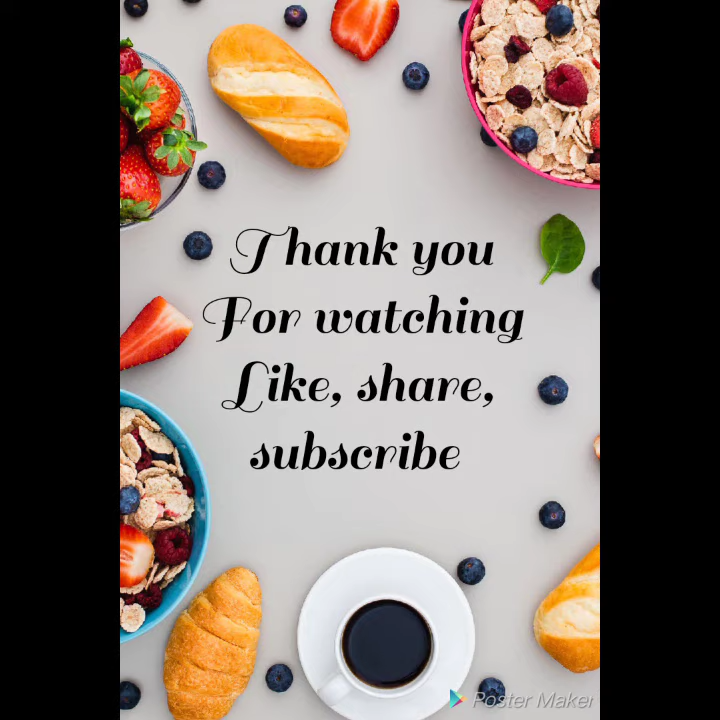 Thank you
For watching
Like, share,
subscribe
Poster Maker